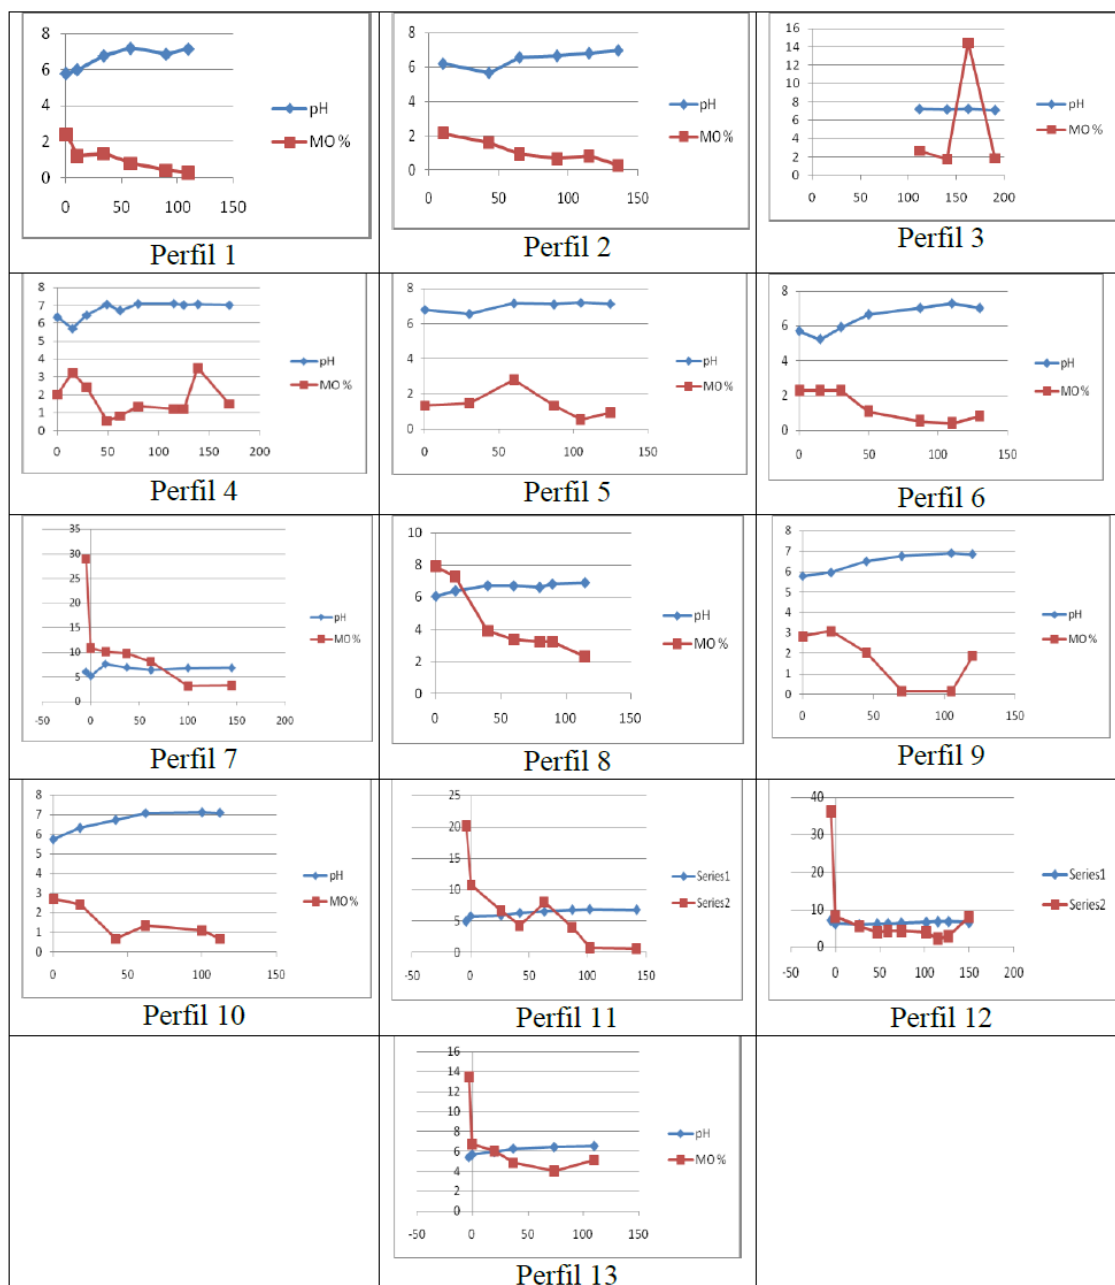 8
6
4
2
0
0 50 100 150
pH
MO %
Perfil 1
8
6
4
2
0
0 50 100 150
pH
MO %
Perfil 2
16
14
12
10
8
6
4
2
0
0 50 100 150 200
pH
MO %
Perfil 3
8
7
6
5
4
3
2
1
0
0 50 100 150 200
pH
MO %
Perfil 4
8
6
4
2
0
0 50 100 150
pH
MO %
Perfil 5
8
6
4
2
0
0 50 100 150
pH
MO %
Perfil 6
35
30
25
20
15
10
5
0
-50 0 50 100 150 200
pH
MO %
Perfil 7
10
8
6
4
2
0
0 50 100 150
pH
MO %
Perfil 8
8
7
6
5
4
3
2
1
0
0 50 100 150
pH
MO %
Perfil 9
8
7
6
5
4
3
2
1
0
0 50 100 150
pH
MO %
Perfil 10
25
20
15
10
5
0
-50 0 50 100 150
Series1
Series2
Perfil 11
40
30
20
10
0
-50 0 50 100 150 200
Series1
Series2
Perfil 12
16
14
12
10
8
6
4
2
0
-50 0 50 100 150
pH
MO %
Perfil 13